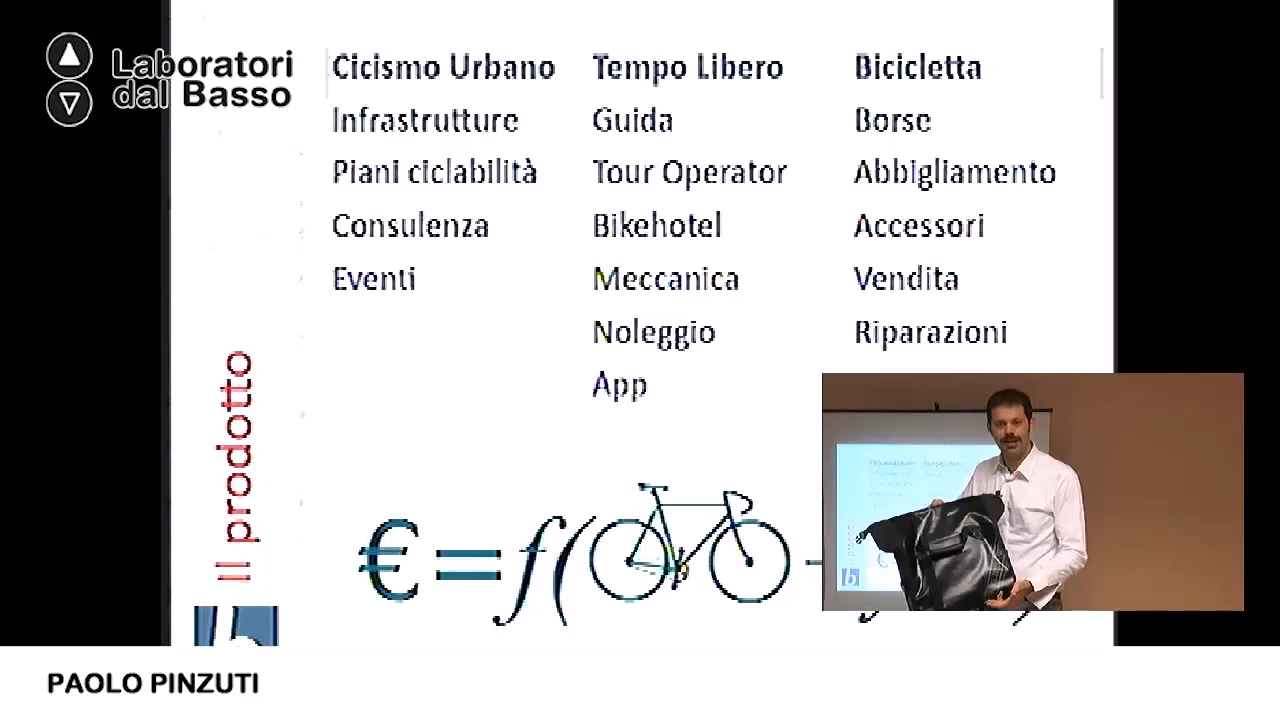 Laboratori
dal Basso
Cicismo Urbano Tempo Libero Bicicletta
Infrastrutture Guida Borse
Piani ciclabilità Tour Operator Abbigliamento
Consulenza Bikehotel Accessori
Eventi Meccanica Vendita
Noleggio Riparazioni
App
Il prodotto
€=f(
b
PAOLO PINZUTI